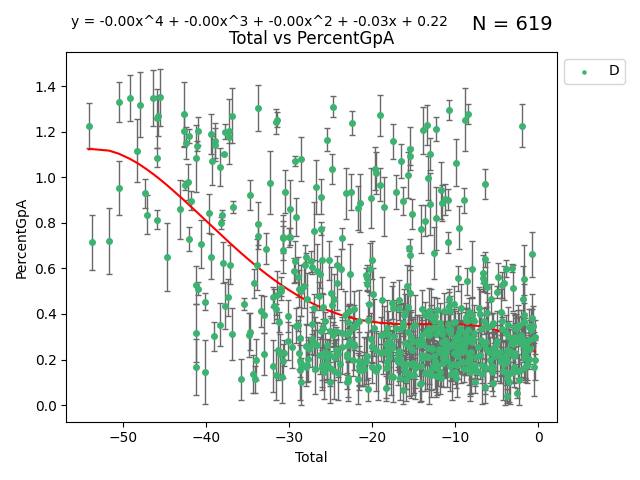 y = -0.00x^4 + -0.00x^3 + -0.00x^2 + -0.03x + 0.22
N = 619
Total vs PercentGpA
D
PercentGpA
1.4
1.2
1.0
0.8
0.6
0.4
0.2
0.0
−50 −40 −30 −20 −10 0
Total